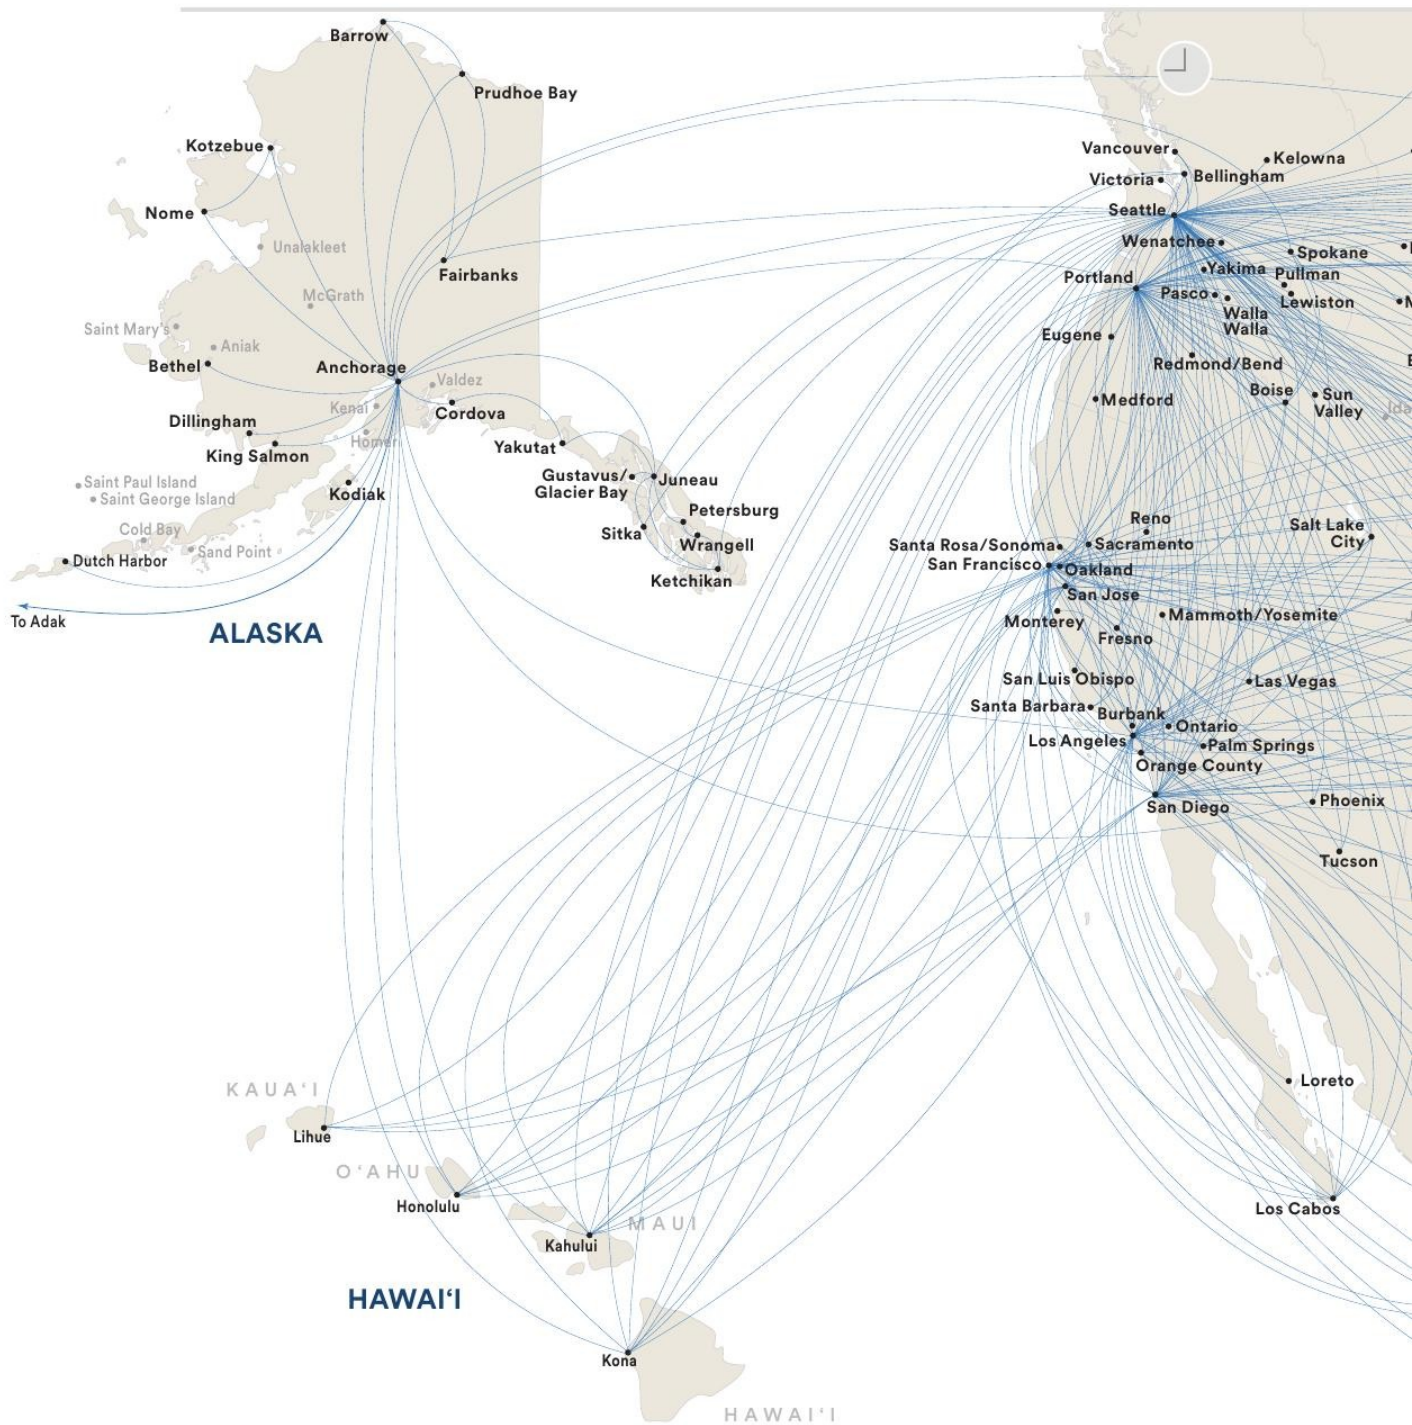 Barrow
Prudhoe Bay
Kotzebue
Nome
Unalakleet
Fairbanks
McGrath
Saint Mary's
Aniak
Bethel
Anchorage
Valdez
Kenai
Cordova
Dillingham
Homer
King Salmon
Yakutat
Saint Paul Island
Saint George Island
Kodiak
Gustavus/
Glacier Bay
Juneau
Petersburg
Cold Bay
Sand Point
Sitka
Wrangell
Dutch Harbor
Ketchikan
To Adak
ALASKA
Vancouver
Kelowna
Victoria
Bellingham
Seattle
Wenatchee
Spokane
Yakima
Pullman
Portland
Pasco
Lewiston
Walla
Walla
Eugene
Redmond/Bend
Boise
Sun
Valley
Medford
Reno
Salt Lake
City
Santa Rosa/Sonoma
Sacramento
San Francisco
Oakland
San Jose
Monterey
Mammoth/Yosemite
Fresno
San Luis Obispo
Las Vegas
Santa Barbara
Burbank
Ontario
Los Angeles
Palm Springs
Orange County
San Diego
Phoenix
Tucson
Loreto
Los Cabos
KAUAʻI
Lihue
OʻAHU
Honolulu
MAUI
Kahului
HAWAIʻI
Kona
HAWAIʻI